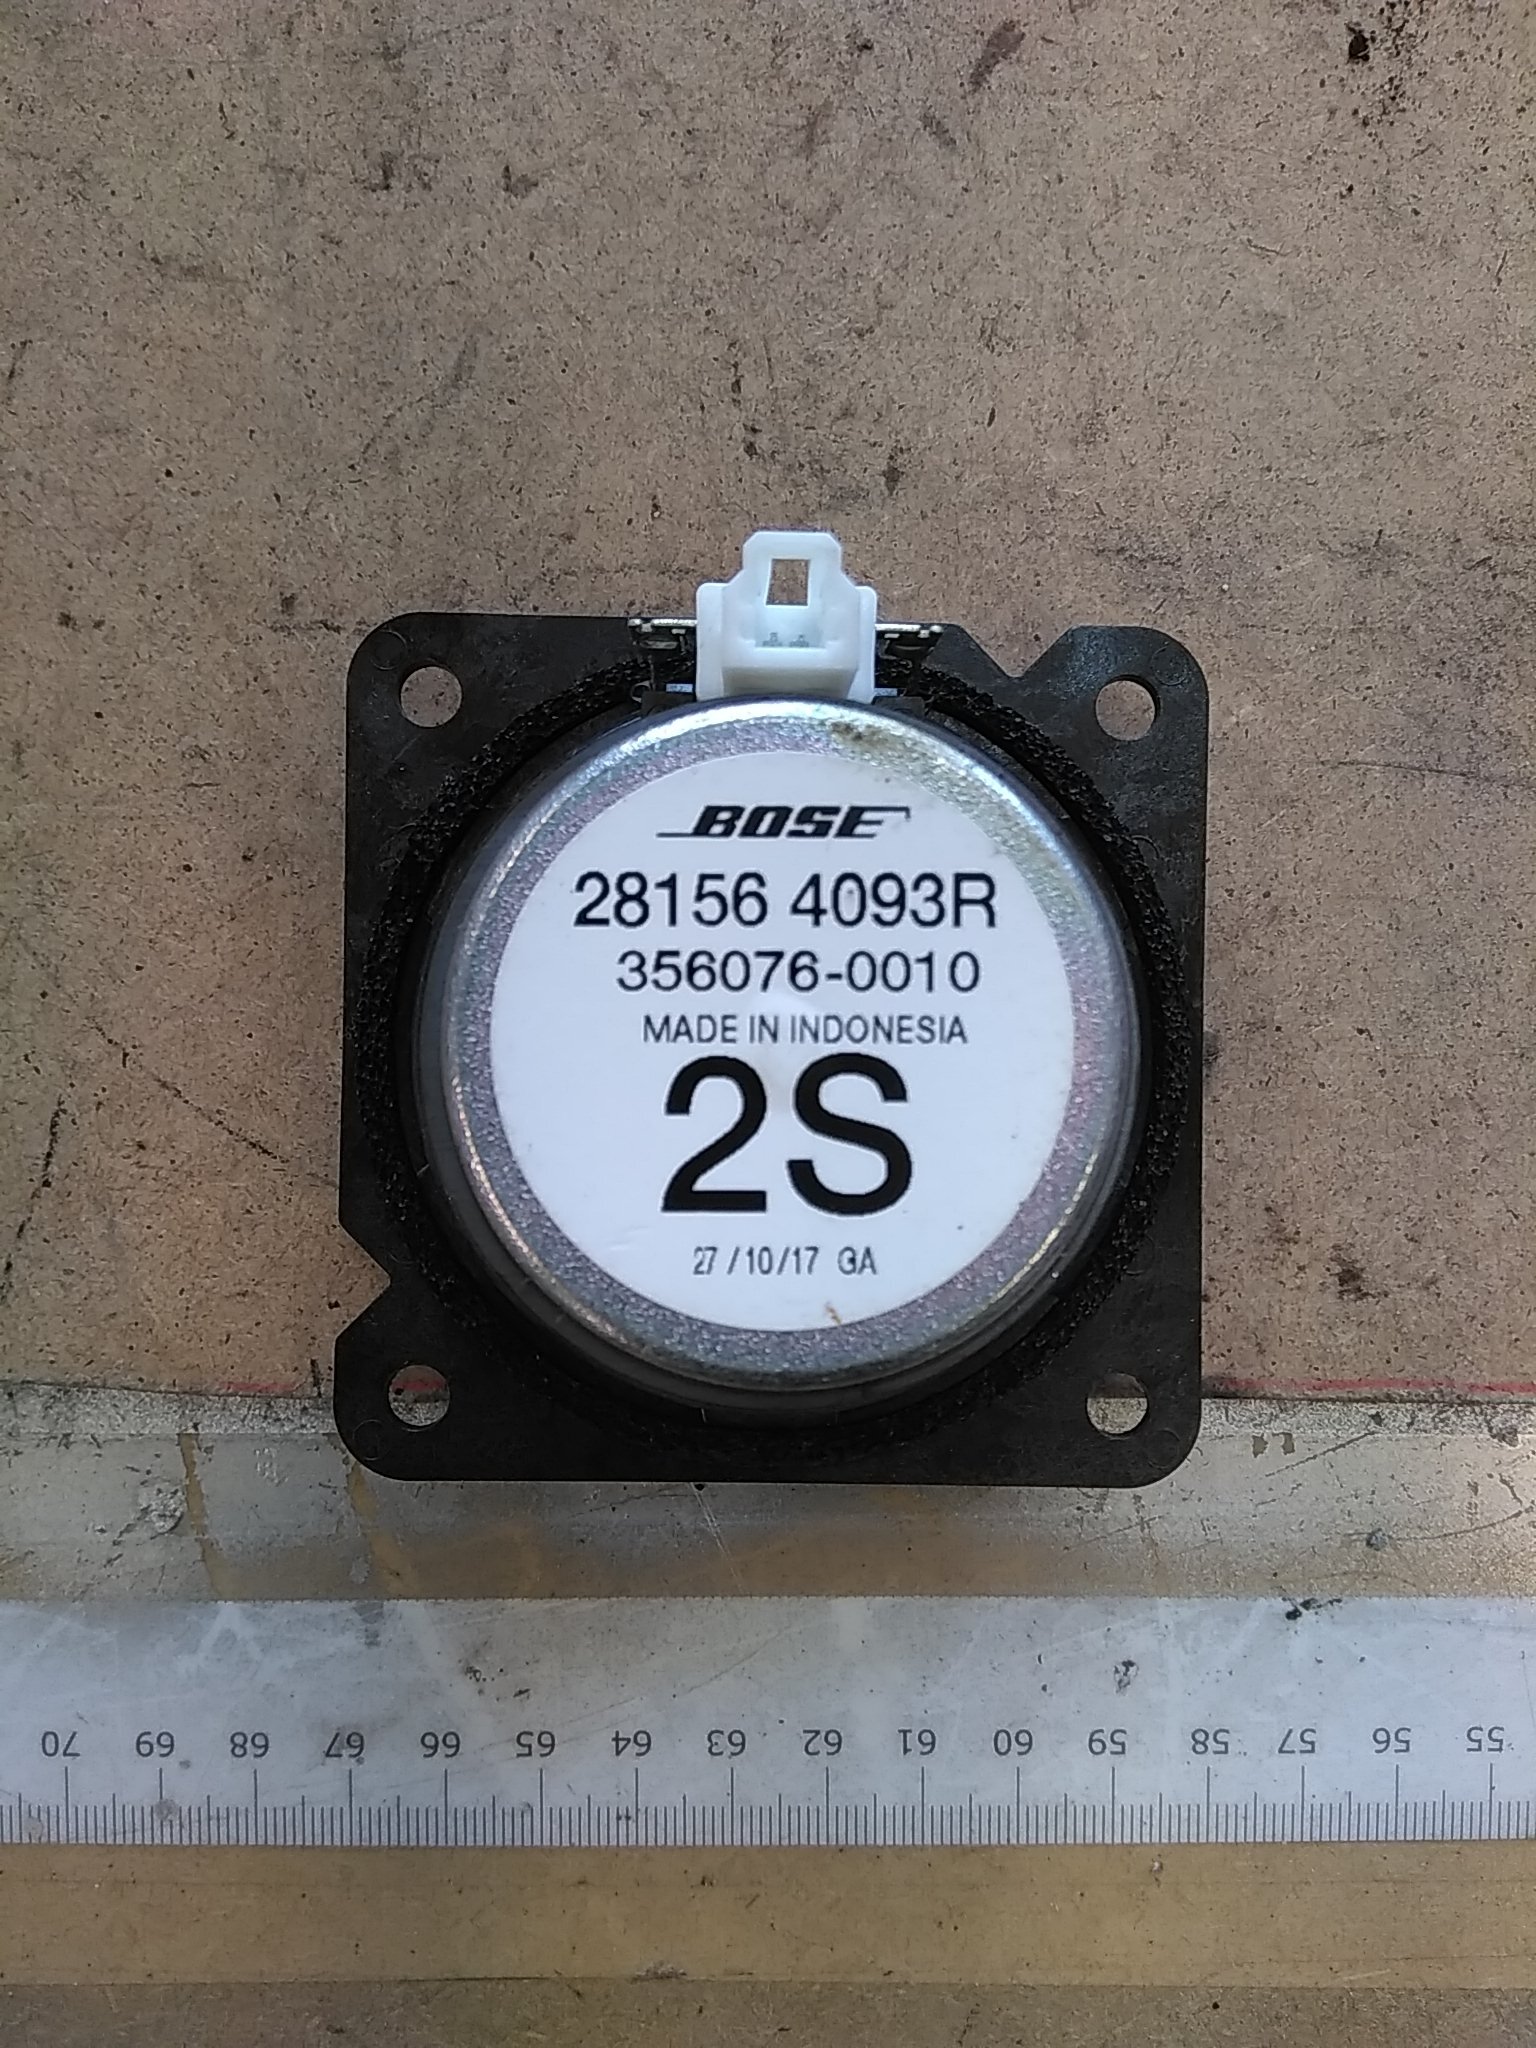 BOSE
28156 4093R
356076-0010
MADE IN INDONESIA
2S
27/10/17 GA
70 69 68 67 66 65 64 63 62 61 60 59 58 57 56 55